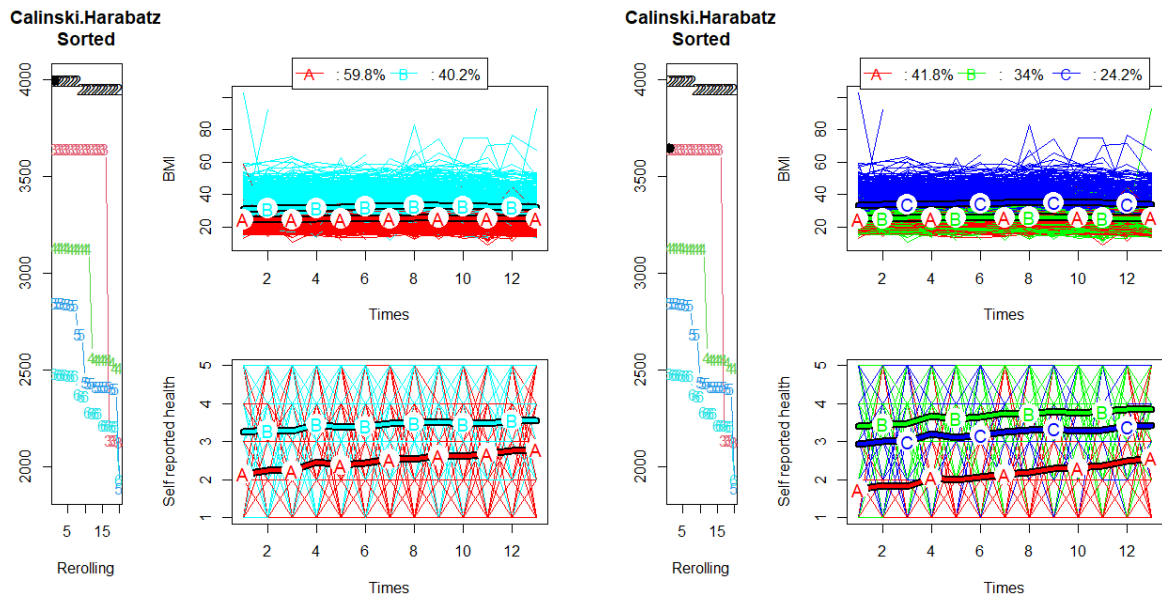 Calinski.Harabatz
Sorted
4000
3500
3000
2500
2000
5
15
Rerolling
A : 59.8% B : 40.2%
BMI
80
60
40
20
A B A B A B A B A B A B A
2 4 6 8 10 12
Times
Self reported health
5
4
3
2
1
B B B B B B
A A A A A A A
2 4 6 8 10 12
Times
Calinski.Harabatz
Sorted
4000
3500
3000
2500
2000
5
15
Rerolling
A : 41.8% B : 34% C : 24.2%
BMI
80
60
40
20
A B C A B C A B C A B C A
2 4 6 8 10 12
Times
Self reported health
5
4
3
2
1
B B B B
C C C C
A A A A A
2 4 6 8 10 12
Times